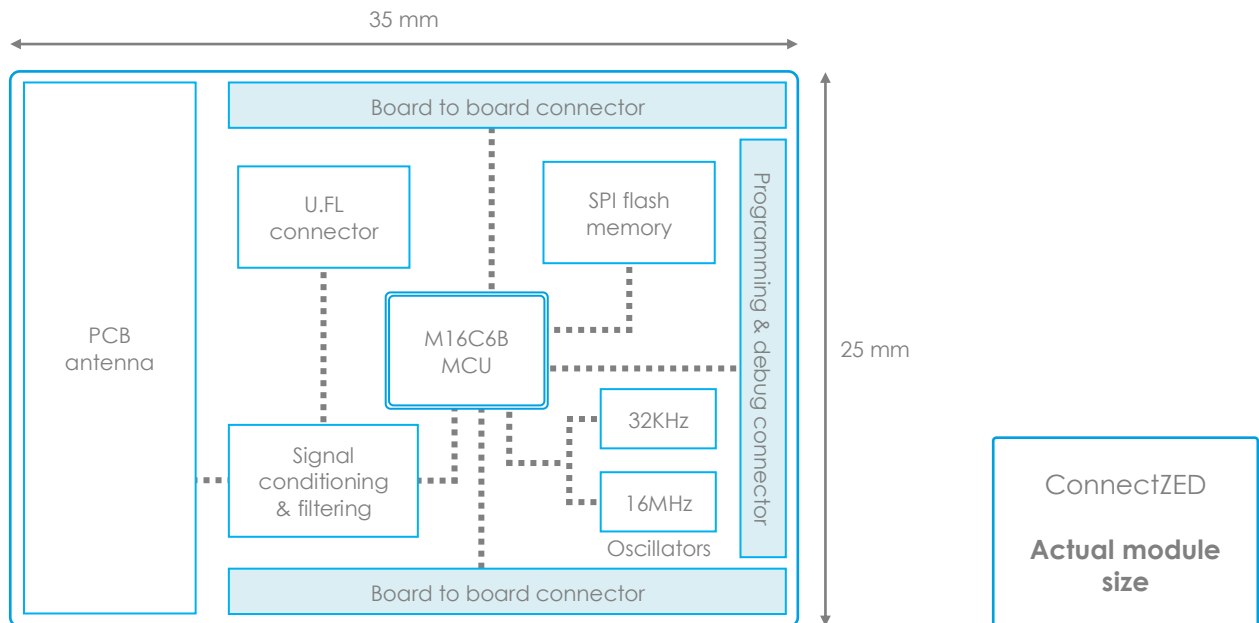 35 mm
Board to board connector
U.FL
connector
SPI flash
memory
Programming & debug connector
PCB
antenna
M16C6B
MCU
25 mm
32KHz
Signal
conditioning
& filtering
16MHz
Oscillators
Board to board connector
ConnectZED
Actual module
size